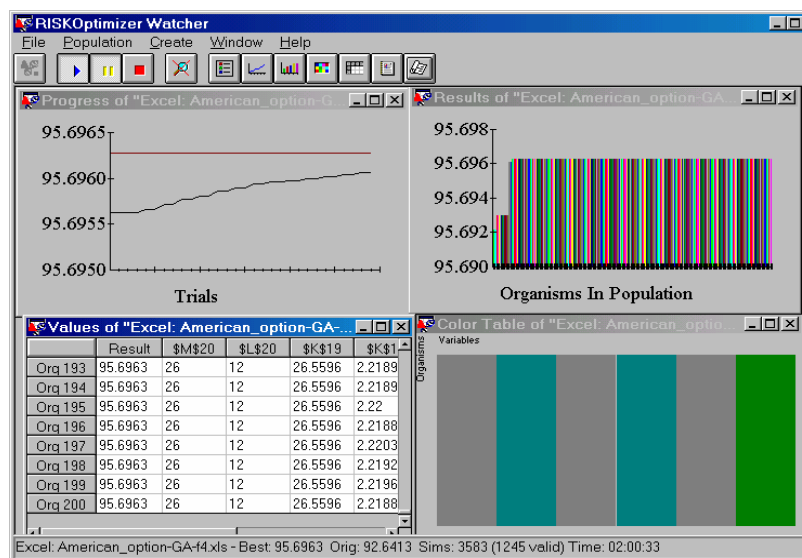 RISKOptimizer Watcher
File Population Create Window Help
Progress of "Excel: American_option-G...
95.6965
95.6960
95.6955
95.6950
Trials
Results of "Excel: American_option-GA-...
95.698
95.696
95.694
95.692
95.690
Organisms In Population
Values of "Excel: American_option-GA-...
Result $M$20 $L$20 $K$19 $K$1
Org 193 95.6963 26 12 26.5596 2.2189
Org 194 95.6963 26 12 26.5596 2.2189
Org 195 95.6963 26 12 26.5596 2.22
Org 196 95.6963 26 12 26.5596 2.2188
Org 197 95.6963 26 12 26.5596 2.2203
Org 198 95.6963 26 12 26.5596 2.2192
Org 199 95.6963 26 12 26.5596 2.2196
Org 200 95.6963 26 12 26.5596 2.2188
Color Table of "Excel: American_optio...
Variables
Organisms
Excel: American_option-GA-f4.xls - Best: 95.6963 Orig: 92.6413 Sims: 3583 (1245 valid) Time: 02:00:33